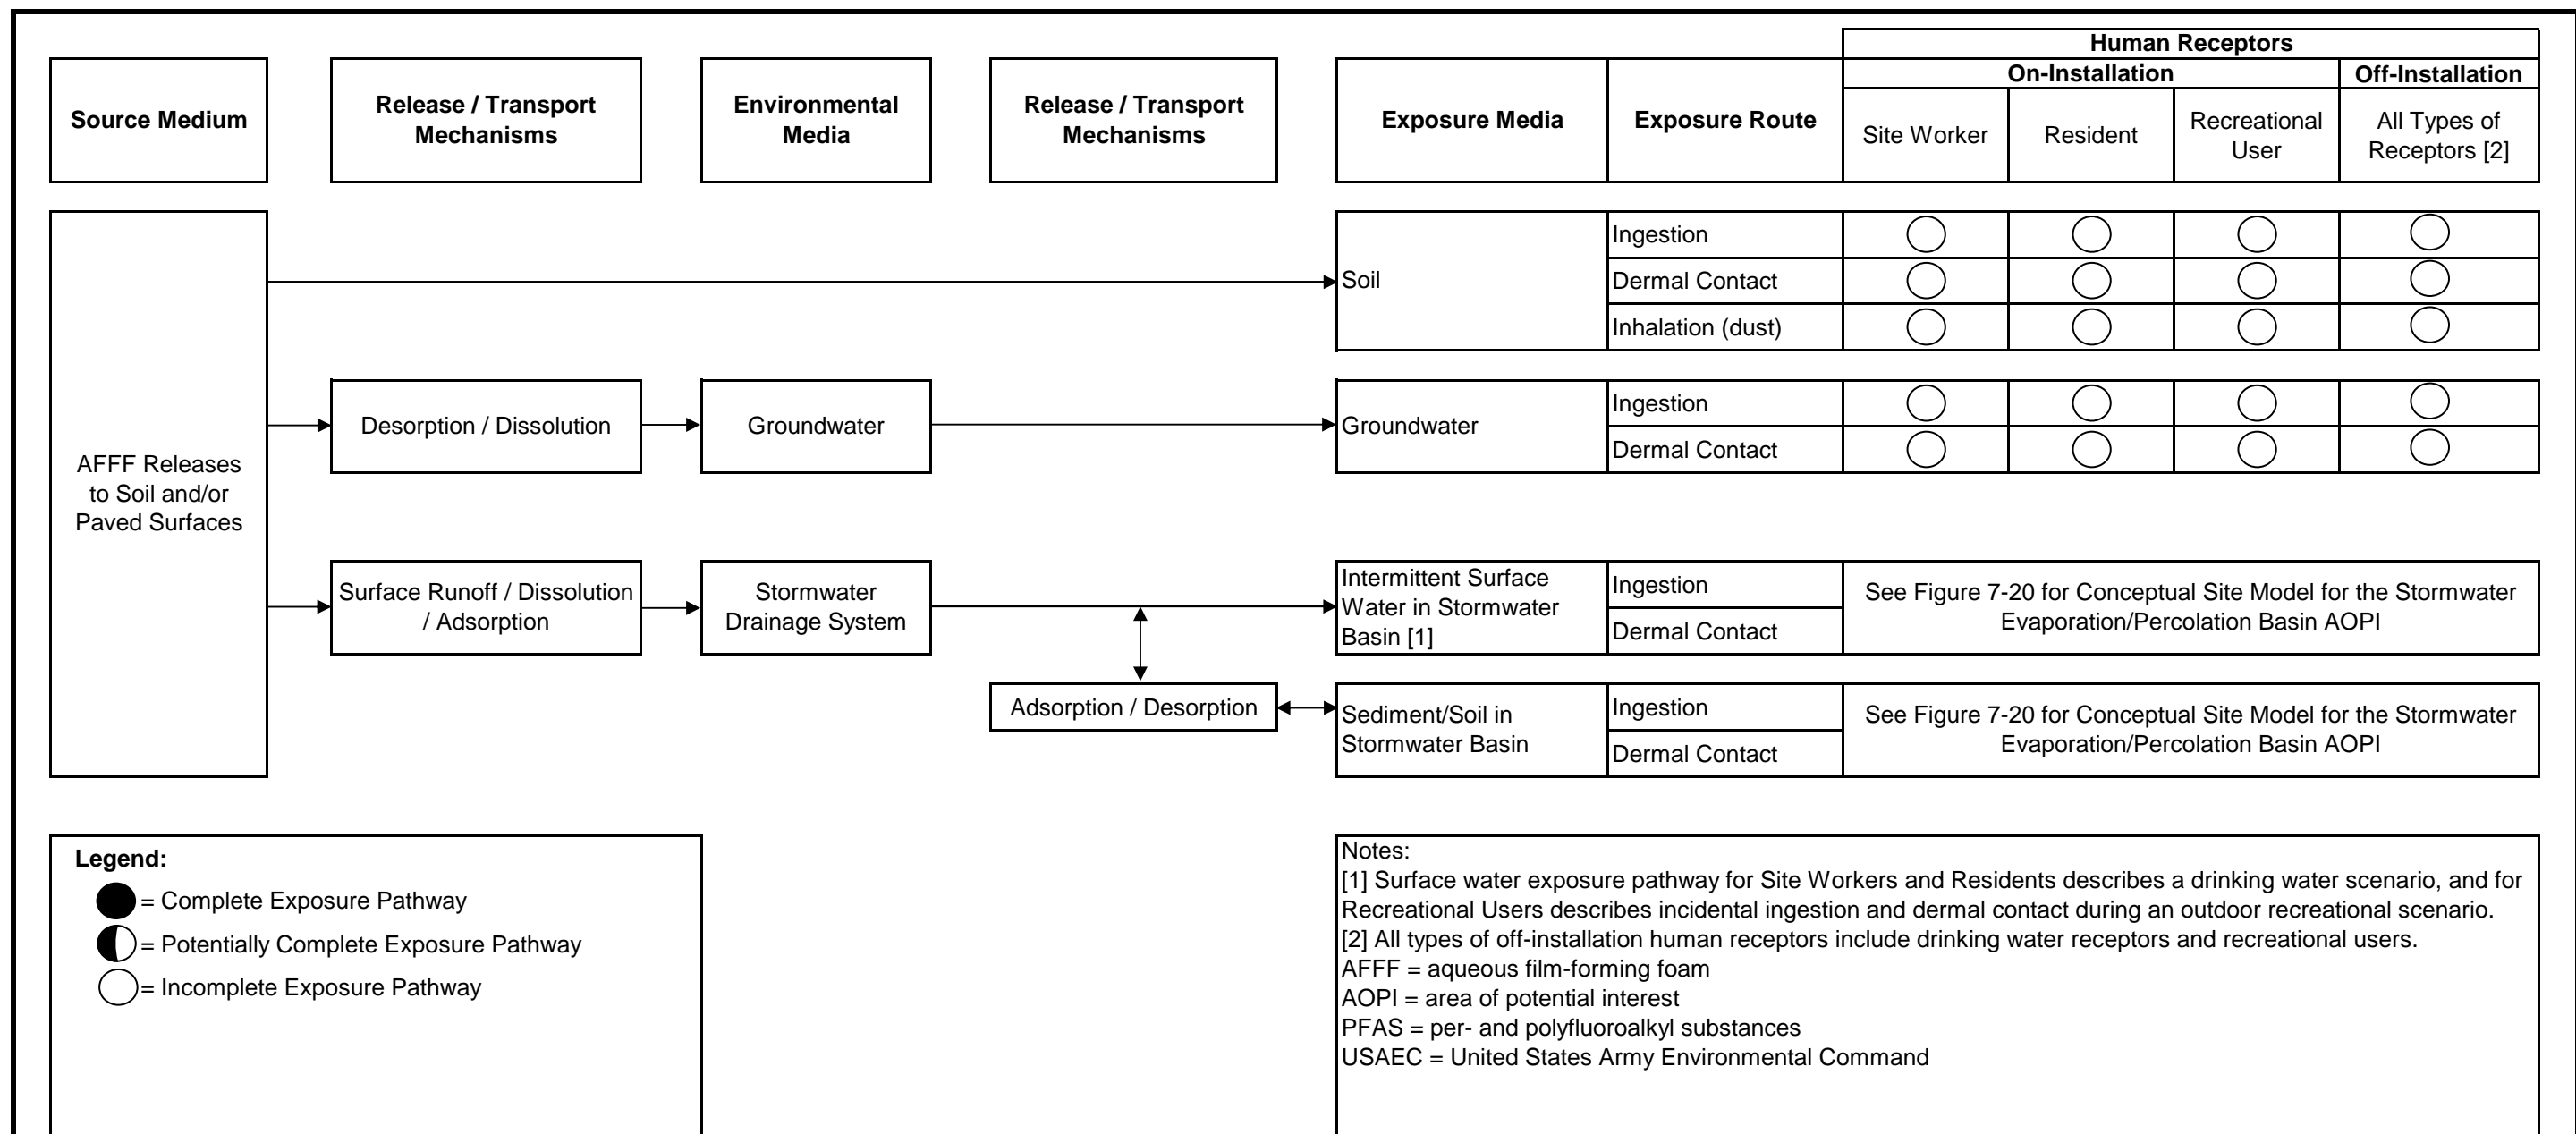 Human Receptors
On-Installation
Off-Installation
Source Medium
Release / Transport
Mechanisms
Environmental
Media
Release / Transport
Mechanisms
Exposure Media
Exposure Route
Site Worker
Resident
Recreational
User
All Types of
Receptors [2]
AFFF Releases
to Soil and/or
Paved Surfaces
Soil
Ingestion
Dermal Contact
Inhalation (dust)
Desorption / Dissolution
Groundwater
Groundwater
Ingestion
Dermal Contact
Surface Runoff / Dissolution
/ Adsorption
Stormwater
Drainage System
Intermittent Surface
Water in Stormwater
Basin [1]
Ingestion
Dermal Contact
See Figure 7-20 for Conceptual Site Model for the Stormwater
Evaporation/Percolation Basin AOPI
Adsorption / Desorption
Sediment/Soil in
Stormwater Basin
Ingestion
Dermal Contact
See Figure 7-20 for Conceptual Site Model for the Stormwater
Evaporation/Percolation Basin AOPI
Legend:
= Complete Exposure Pathway
= Potentially Complete Exposure Pathway
= Incomplete Exposure Pathway
Notes:
[1] Surface water exposure pathway for Site Workers and Residents describes a drinking water scenario, and for
Recreational Users describes incidental ingestion and dermal contact during an outdoor recreational scenario.
[2] All types of off-installation human receptors include drinking water receptors and recreational users.
AFFF = aqueous film-forming foam
AOPI = area of potential interest
PFAS = per- and polyfluoroalkyl substances
USAEC = United States Army Environmental Command